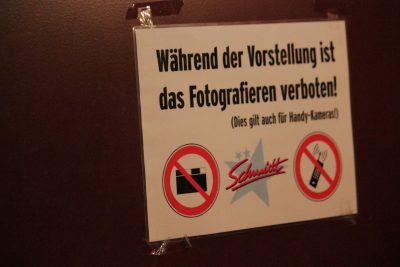 Während der Vorstellung ist
das Fotografieren verboten!
(Dies gilt auch für Handy-Kameras!)
Schmidt